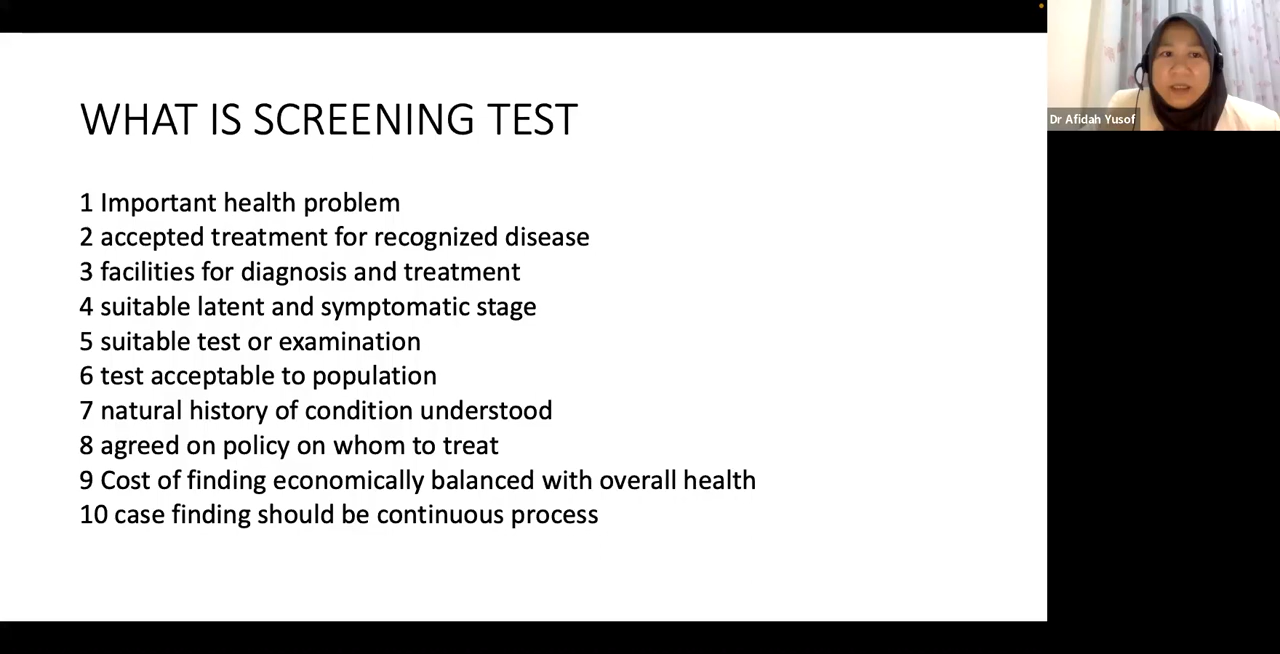 WHAT IS SCREENING TEST
1 Important health problem
2 accepted treatment for recognized disease
3 facilities for diagnosis and treatment
4 suitable latent and symptomatic stage
5 suitable test or examination
6 test acceptable to population
7 natural history of condition understood
8 agreed on policy on whom to treat
9 Cost of finding economically balanced with overall health
10 case finding should be continuous process
Dr Afidah Yusof